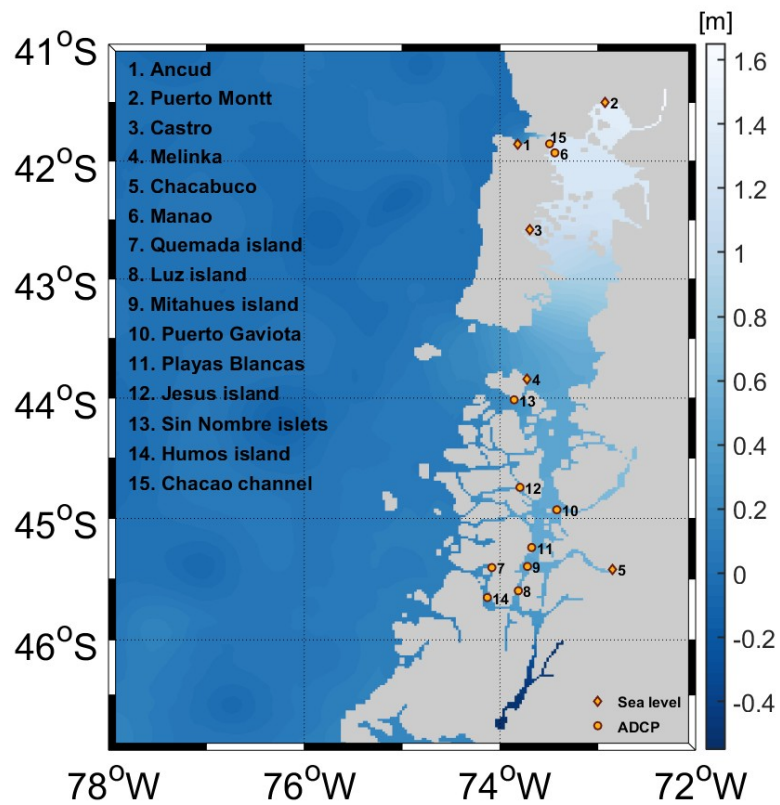 [m]
41°S
42°S
43°S
44°S
45°S
46°S
1. Ancud
2. Puerto Montt
3. Castro
4. Melinka
5. Chacabuco
6. Manao
7. Quemada island
8. Luz island
9. Mitahues island
10. Puerto Gaviota
11. Playas Blancas
12. Jesus island
13. Sin Nombre islets
14. Humos island
15. Chacao channel
2
15
1
6
3
4
13
12
10
11
9
7
5
8
14
Sea level
ADCP
78°W
76°W
74°W
72°W
1.6
1.4
1.2
1
0.8
0.6
0.4
0.2
0
-0.2
-0.4